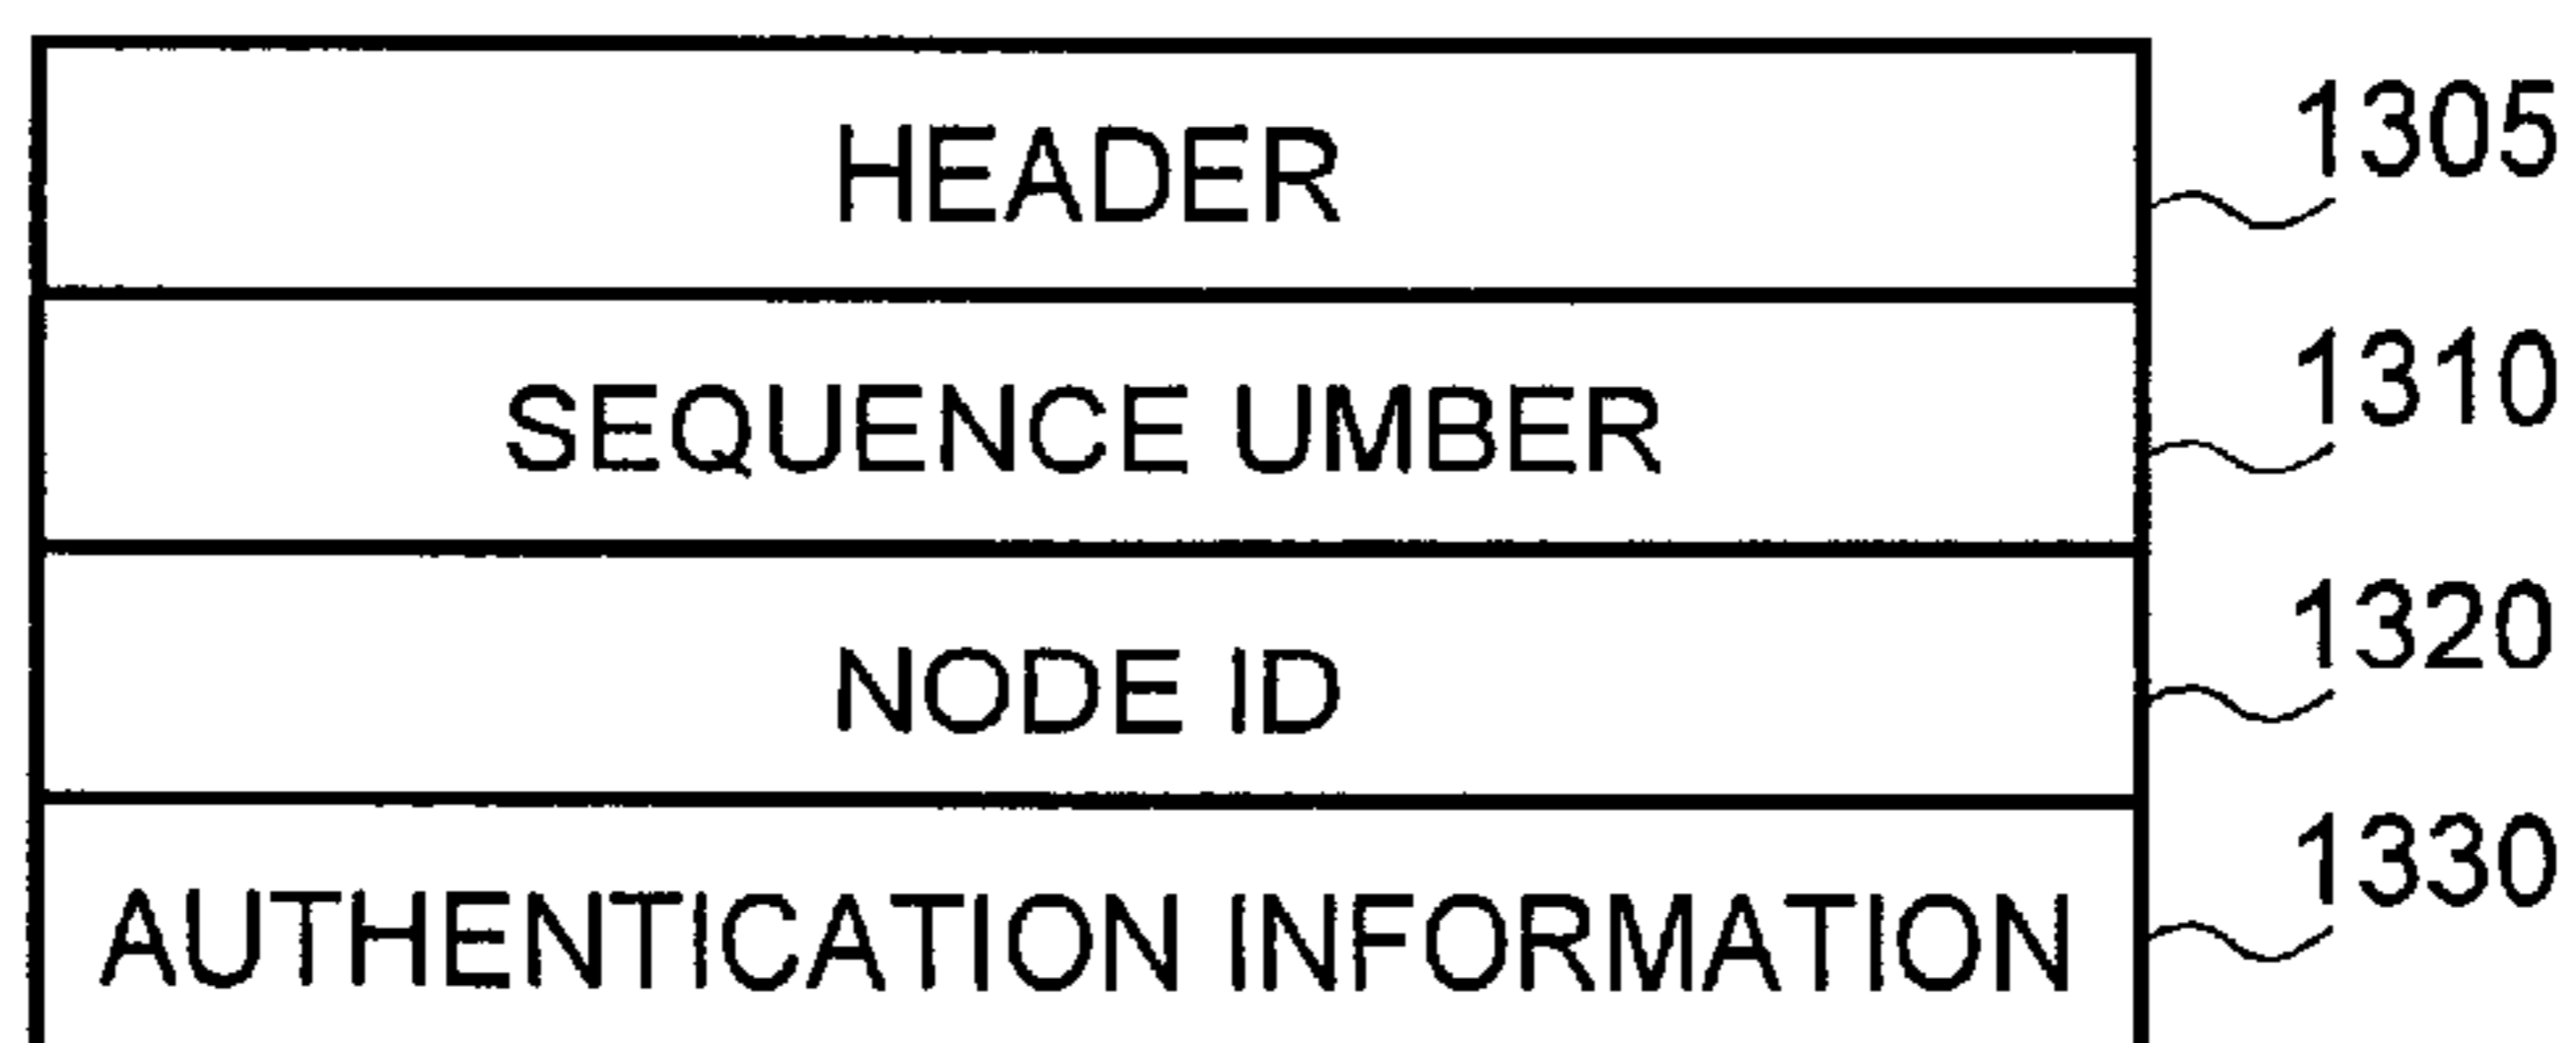 HEADER 1305
SEQUENCE UMBER 1310
NODE ID 1320
AUTHENTICATION INFORMATION 1330